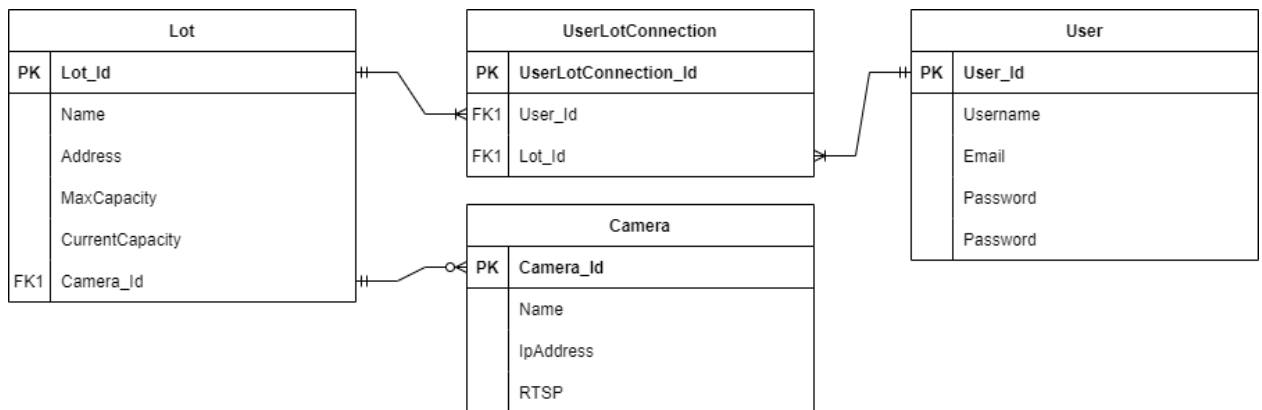 Lot
PK Lot_Id
Name
Address
MaxCapacity
CurrentCapacity
FK1 Camera_Id
UserLotConnection
PK UserLotConnection_Id
FK1 User_Id
FK1 Lot_Id
Camera
PK Camera_Id
Name
IpAddress
RTSP
User
PK User_Id
Username
Email
Password
Password